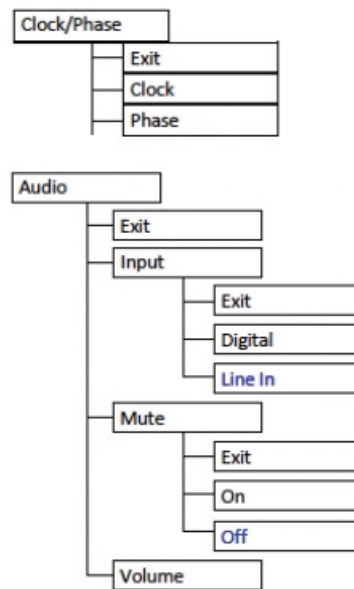 Clock/Phase
Exit
Clock
Phase
Audio
Exit
Input
Exit
Digital
Line In
Mute
Exit
On
Off
Volume